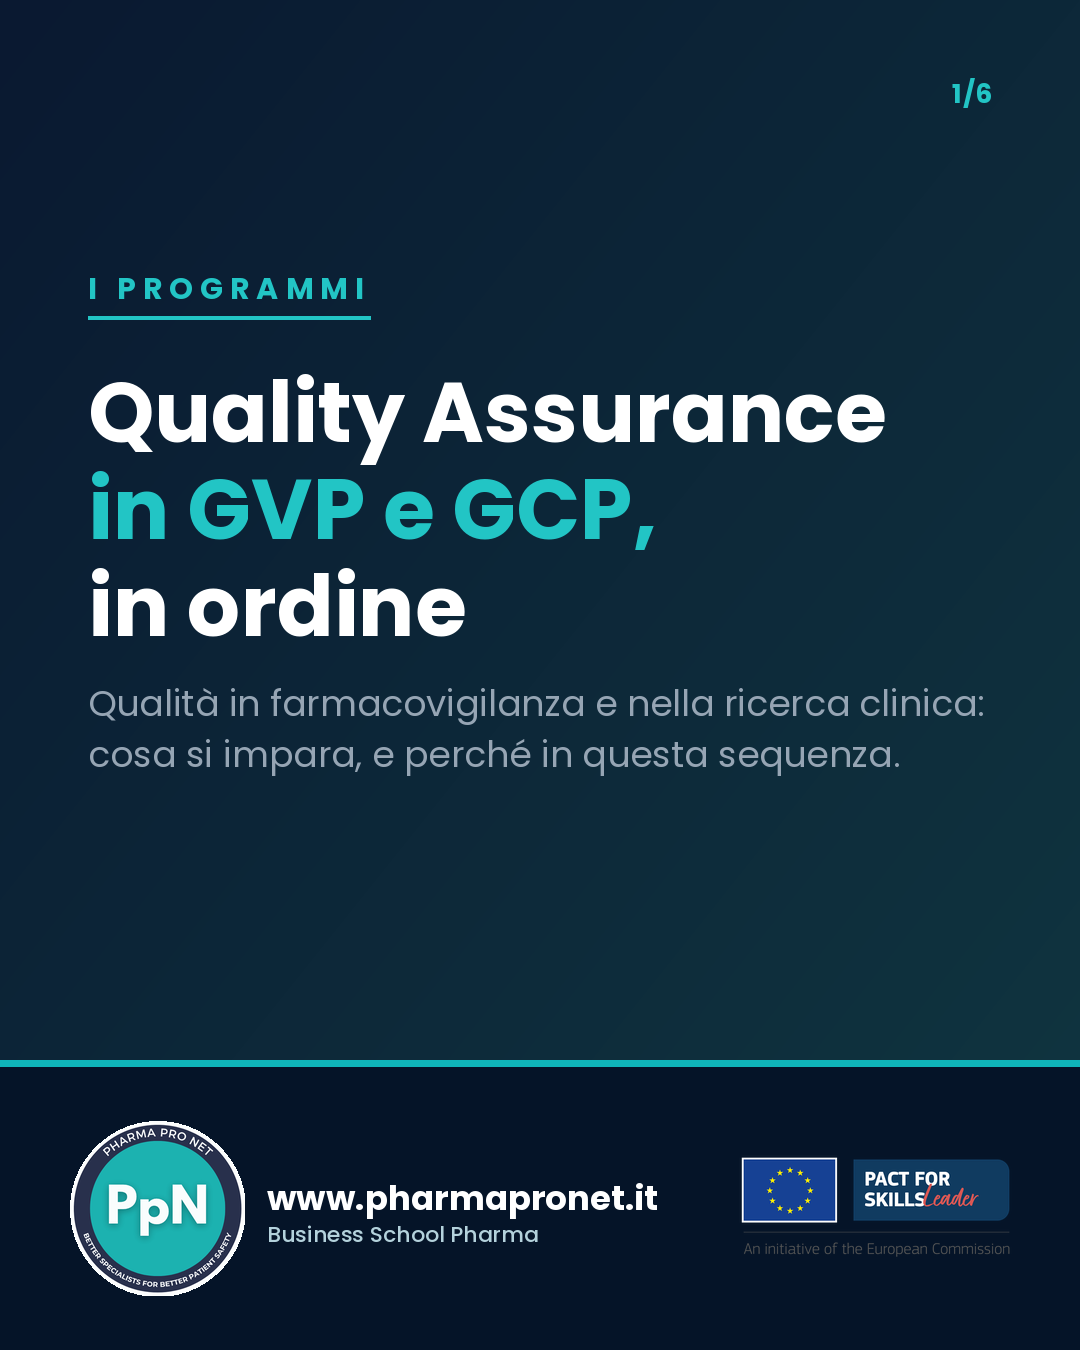 1/6
I PROGRAMMI
Quality Assurance
in GVP e GCP,
in ordine
Qualità in farmacovigilanza e nella ricerca clinica:
cosa si impara, e perché in questa sequenza.
PHARMA PRO NET
PpN
BETTER SPECIALISTS FOR BETTER PATIENT SAFETY
www.pharmapronet.it
Business School Pharma
PACT FOR
SKILLS Leader
An initiative of the European Commission